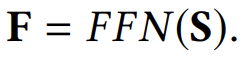 F = FFN(S).